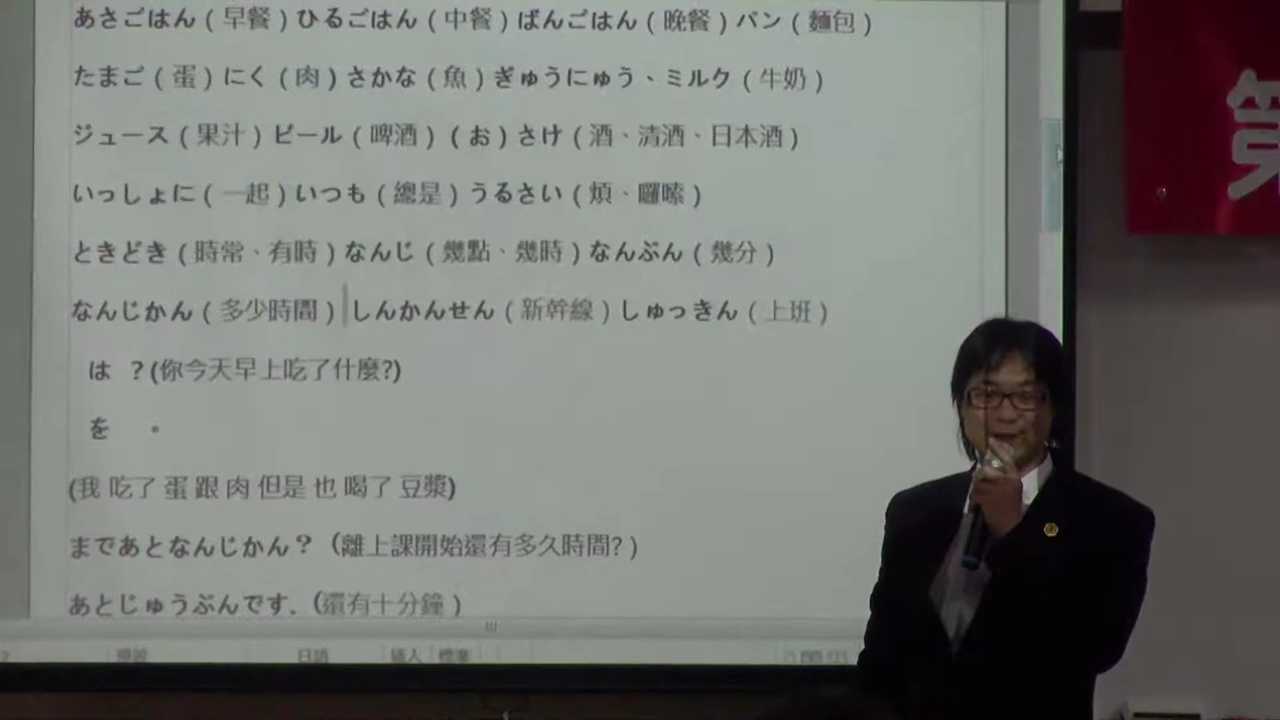 あさごはん（早餐）ひるごはん（中餐）ばんごはん（晚餐）パン（麵包）
たまご（蛋）にく（肉）さかな（魚）ぎゅうにゅう、ミルク（牛奶）
ジュース（果汁）ビール（啤酒）(お）さけ（酒、清酒、日本酒）
いっしょに（一起）いつも（總是）うるさい（煩、囉嗦）
ときどき（時常、有時）なんじ（幾點、幾時）なんぷん（幾分）
なんじかん（多少時間）しんかんせん（新幹線）しゅっきん（上班）
は ？(你今天早上吃了什麼?)
を 。
(我 吃了 蛋 跟 肉 但是 也 喝了 豆漿)
まであとなんじかん？（離上課開始還有多久時間?）
あとじゅうぶんです.（還有十分鐘）
日語
插入
標準
第